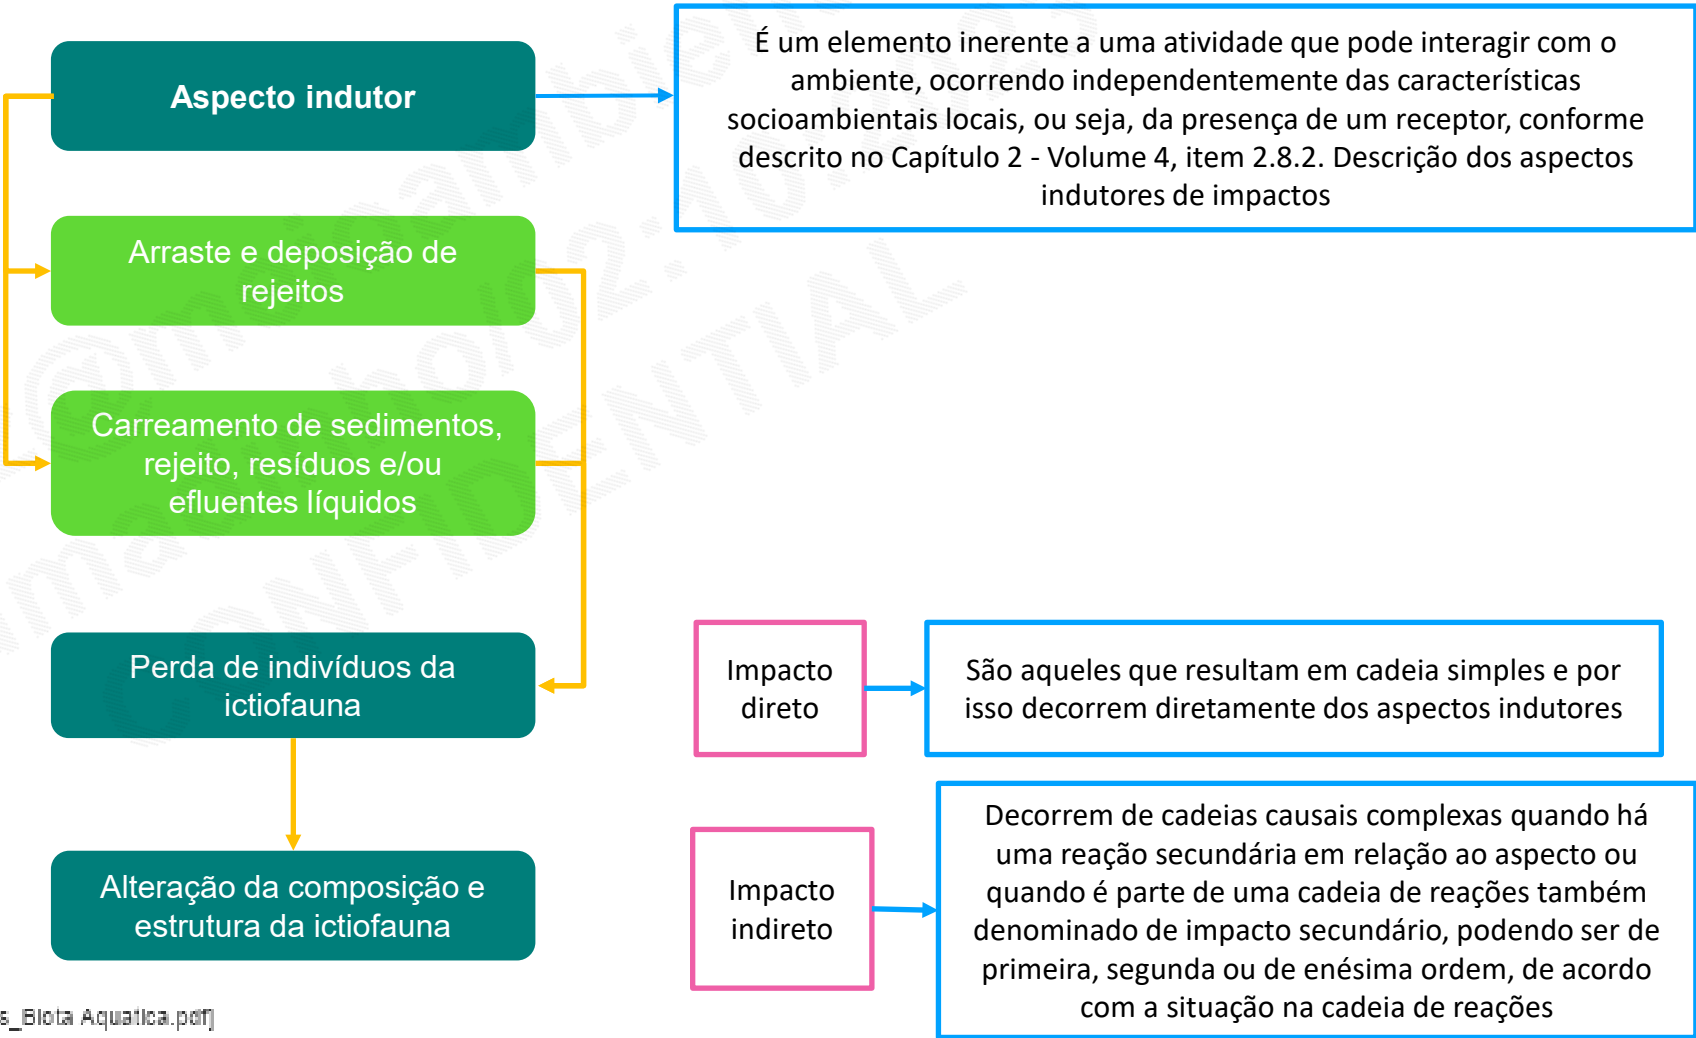 Aspecto indutor
É um elemento inerente a uma atividade que pode interagir com o
ambiente, ocorrendo independentemente das características
socioambientais locais, ou seja, da presença de um receptor, conforme
descrito no Capítulo 2 - Volume 4, item 2.8.2. Descrição dos aspectos
indutores de impactos
Arraste e deposição de
rejeitos
Carreamento de sedimentos,
rejeito, resíduos e/ou
efluentes líquidos
Perda de indivíduos da
ictiofauna
Alteração da composição e
estrutura da ictiofauna
Impacto
direto
São aqueles que resultam em cadeia simples e por
isso decorrem diretamente dos aspectos indutores
Impacto
indireto
Decorrem de cadeias causais complexas quando há
uma reação secundária em relação ao aspecto ou
quando é parte de uma cadeia de reações também
denominado de impacto secundário, podendo ser de
primeira, segunda ou de enésima ordem, de acordo
com a situação na cadeia de reações
s_Biota Aquatica.pdf]
CONFIDENTIAL